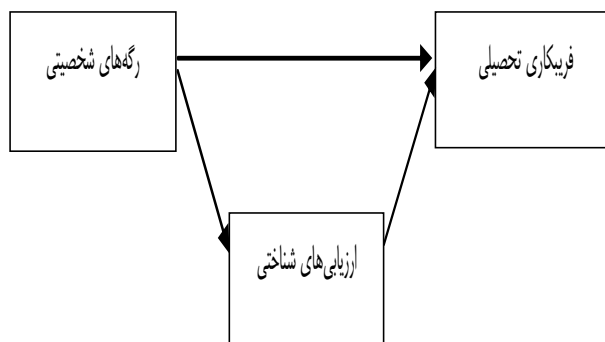 رگه‌های شخصیتی
فریبکاری تحصیلی
ارزیابی‌های شناختی